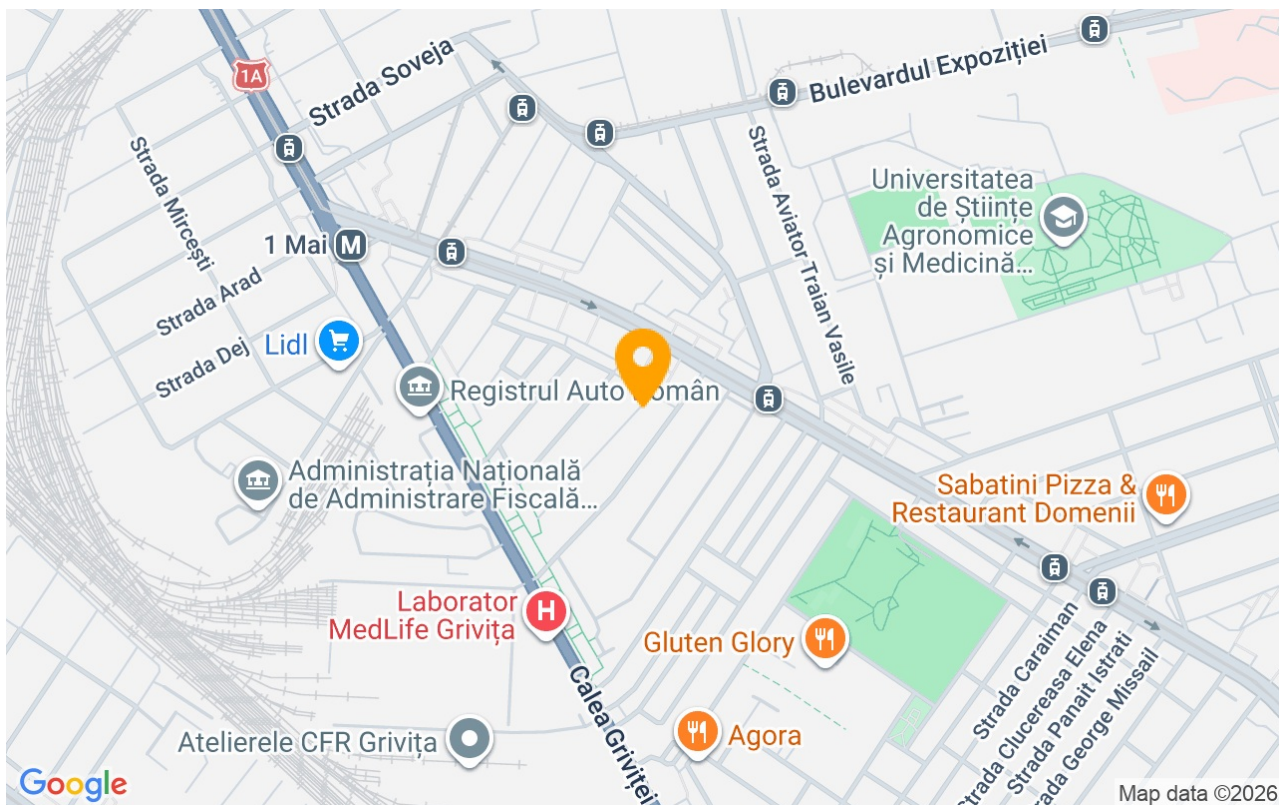 1A
Strada Soveja
Bulevardul Expoziției
Strada Mircești
Strada Aviator Traian Vasile
Universitatea
de Științe
Agronomice
și Medicină...
1 Mai
M
Strada Arad
Lidl
Strada Dej
Registrul Auto Român
Administrația Națională
de Administrare Fiscală...
Sabatini Pizza &
Restaurant Domenii
Laborator
MedLife Grivița
H
Gluten Glory
Calea Griviței
Agora
Atelierele CFR Grivița
Strada Caraiman
Strada Clucereasa Elena
Strada Panait Istrati
rada George Missail
Google
Map data ©2026